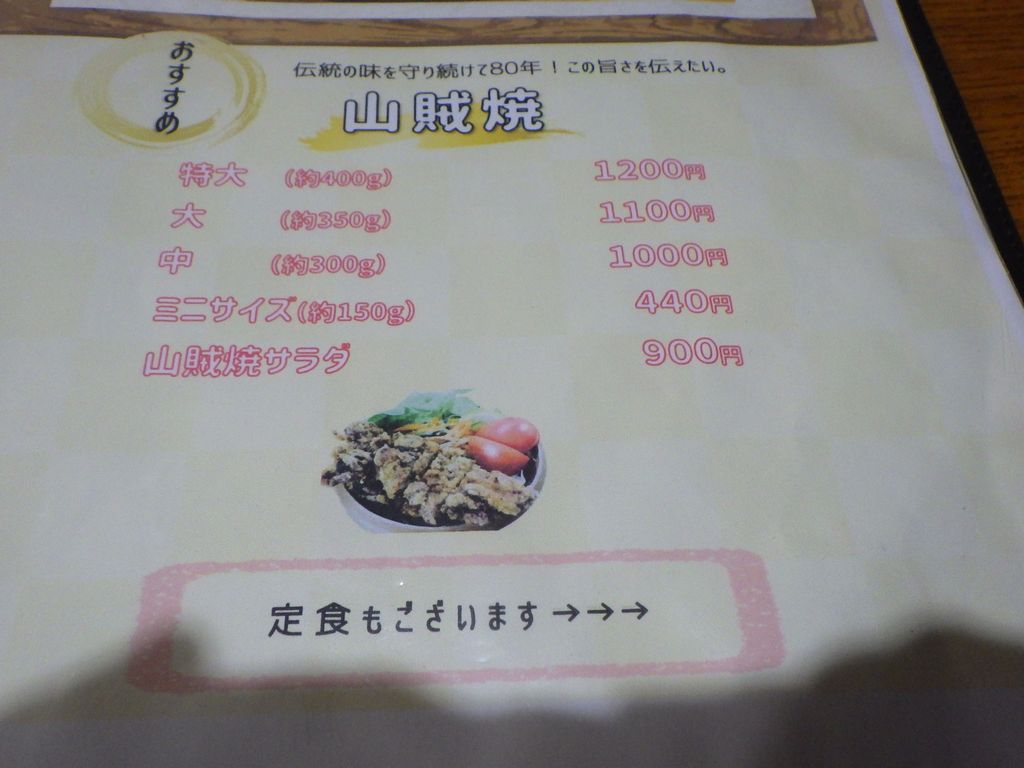 おすすめ
伝統の味を守り続けて80年！この旨さを伝えたい。
山賊焼
特大 (約400g) 1200円
大 (約350g) 1100円
中 (約300g) 1000円
ミニサイズ(約150g) 440円
山賊焼サラダ 900円
定食もございます→→→